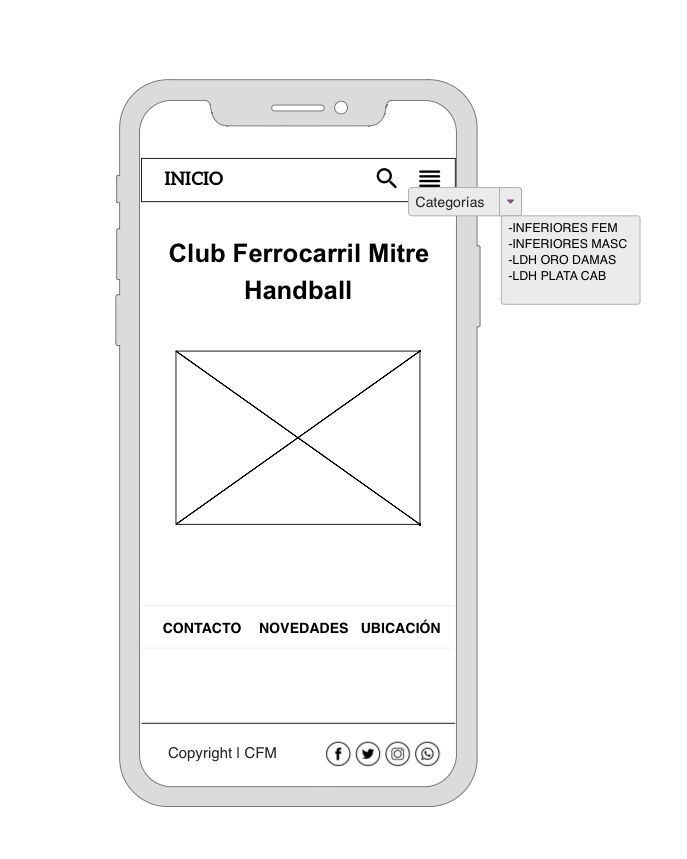 INICIO
Categorías
-INFERIORES FEM
-INFERIORES MASC
-LDH ORO DAMAS
-LDH PLATA CAB
Club Ferrocarril Mitre
Handball
CONTACTO NOVEDADES UBICACIÓN
Copyright | CFM